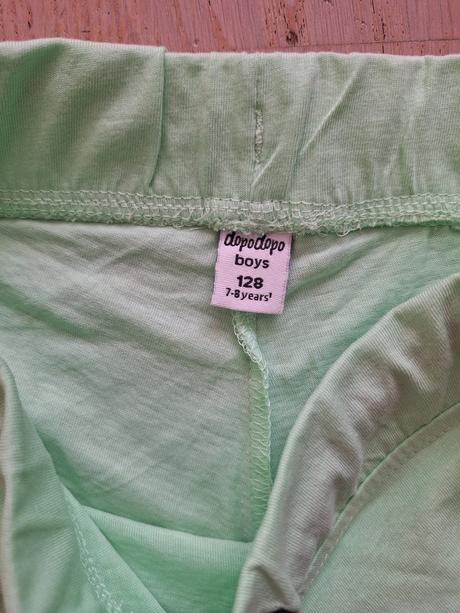 dopodopo
boys
128
7-8 years'